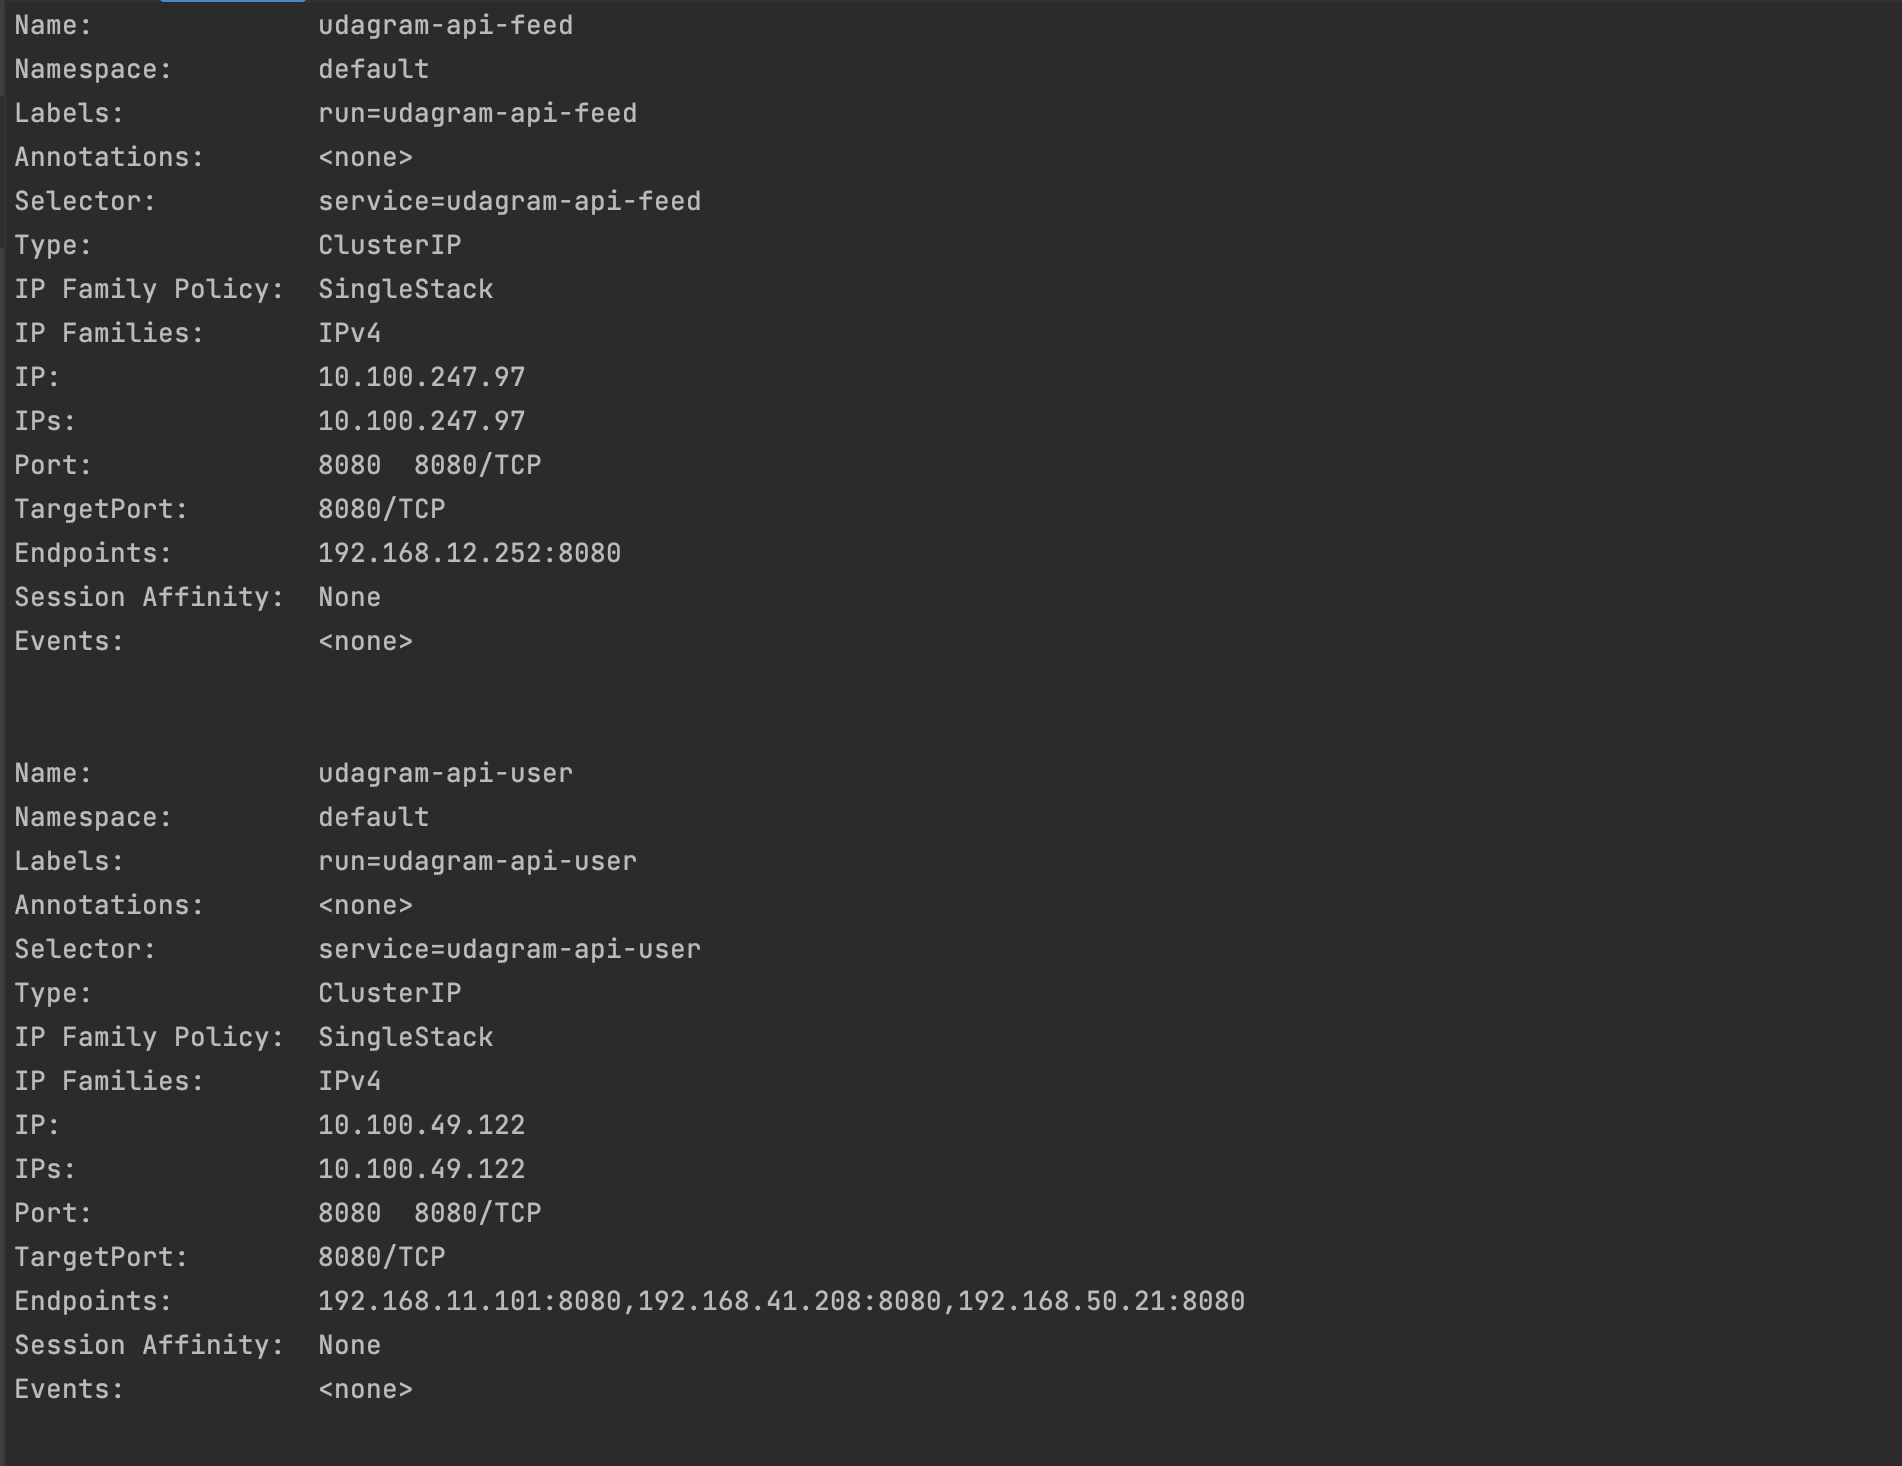 Name:              udagram-api-feed
Namespace:         default
Labels:            run=udagram-api-feed
Annotations:       <none>
Selector:          service=udagram-api-feed
Type:              ClusterIP
IP Family Policy:  SingleStack
IP Families:       IPv4
IP:                10.100.247.97
IPs:               10.100.247.97
Port:              8080  8080/TCP
TargetPort:        8080/TCP
Endpoints:         192.168.12.252:8080
Session Affinity:  None
Events:            <none>
Name:              udagram-api-user
Namespace:         default
Labels:            run=udagram-api-user
Annotations:       <none>
Selector:          service=udagram-api-user
Type:              ClusterIP
IP Family Policy:  SingleStack
IP Families:       IPv4
IP:                10.100.49.122
IPs:               10.100.49.122
Port:              8080  8080/TCP
TargetPort:        8080/TCP
Endpoints:         192.168.11.101:8080,192.168.41.208:8080,192.168.50.21:8080
Session Affinity:  None
Events:            <none>